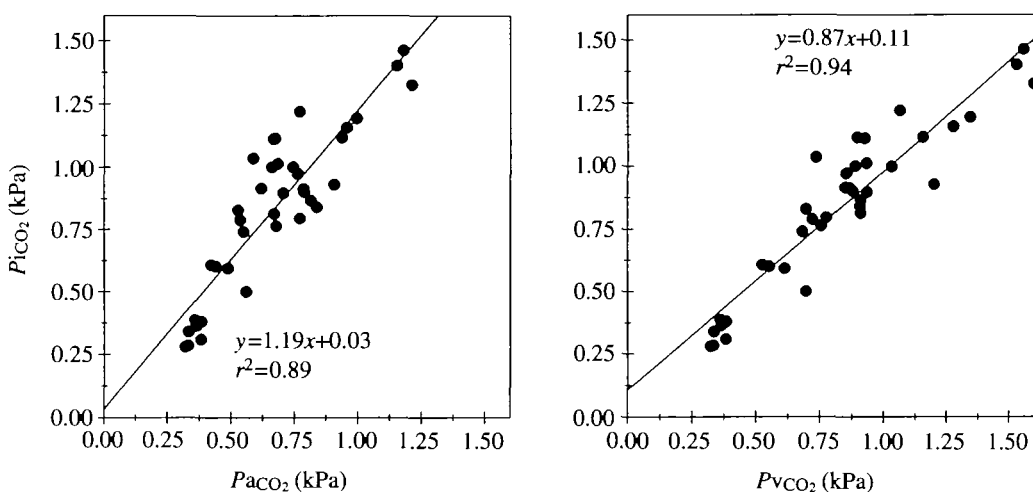 1.50
1.25
1.00
0.75
0.50
0.25
0.00
PiCO2 (kPa)
y=1.19x+0.03
r²=0.89
0.00 0.25 0.50 0.75 1.00 1.25 1.50
PaCO2 (kPa)
1.50
1.25
1.00
0.75
0.50
0.25
0.00
y=0.87x+0.11
r²=0.94
0.00 0.25 0.50 0.75 1.00 1.25 1.50
PvCO2 (kPa)